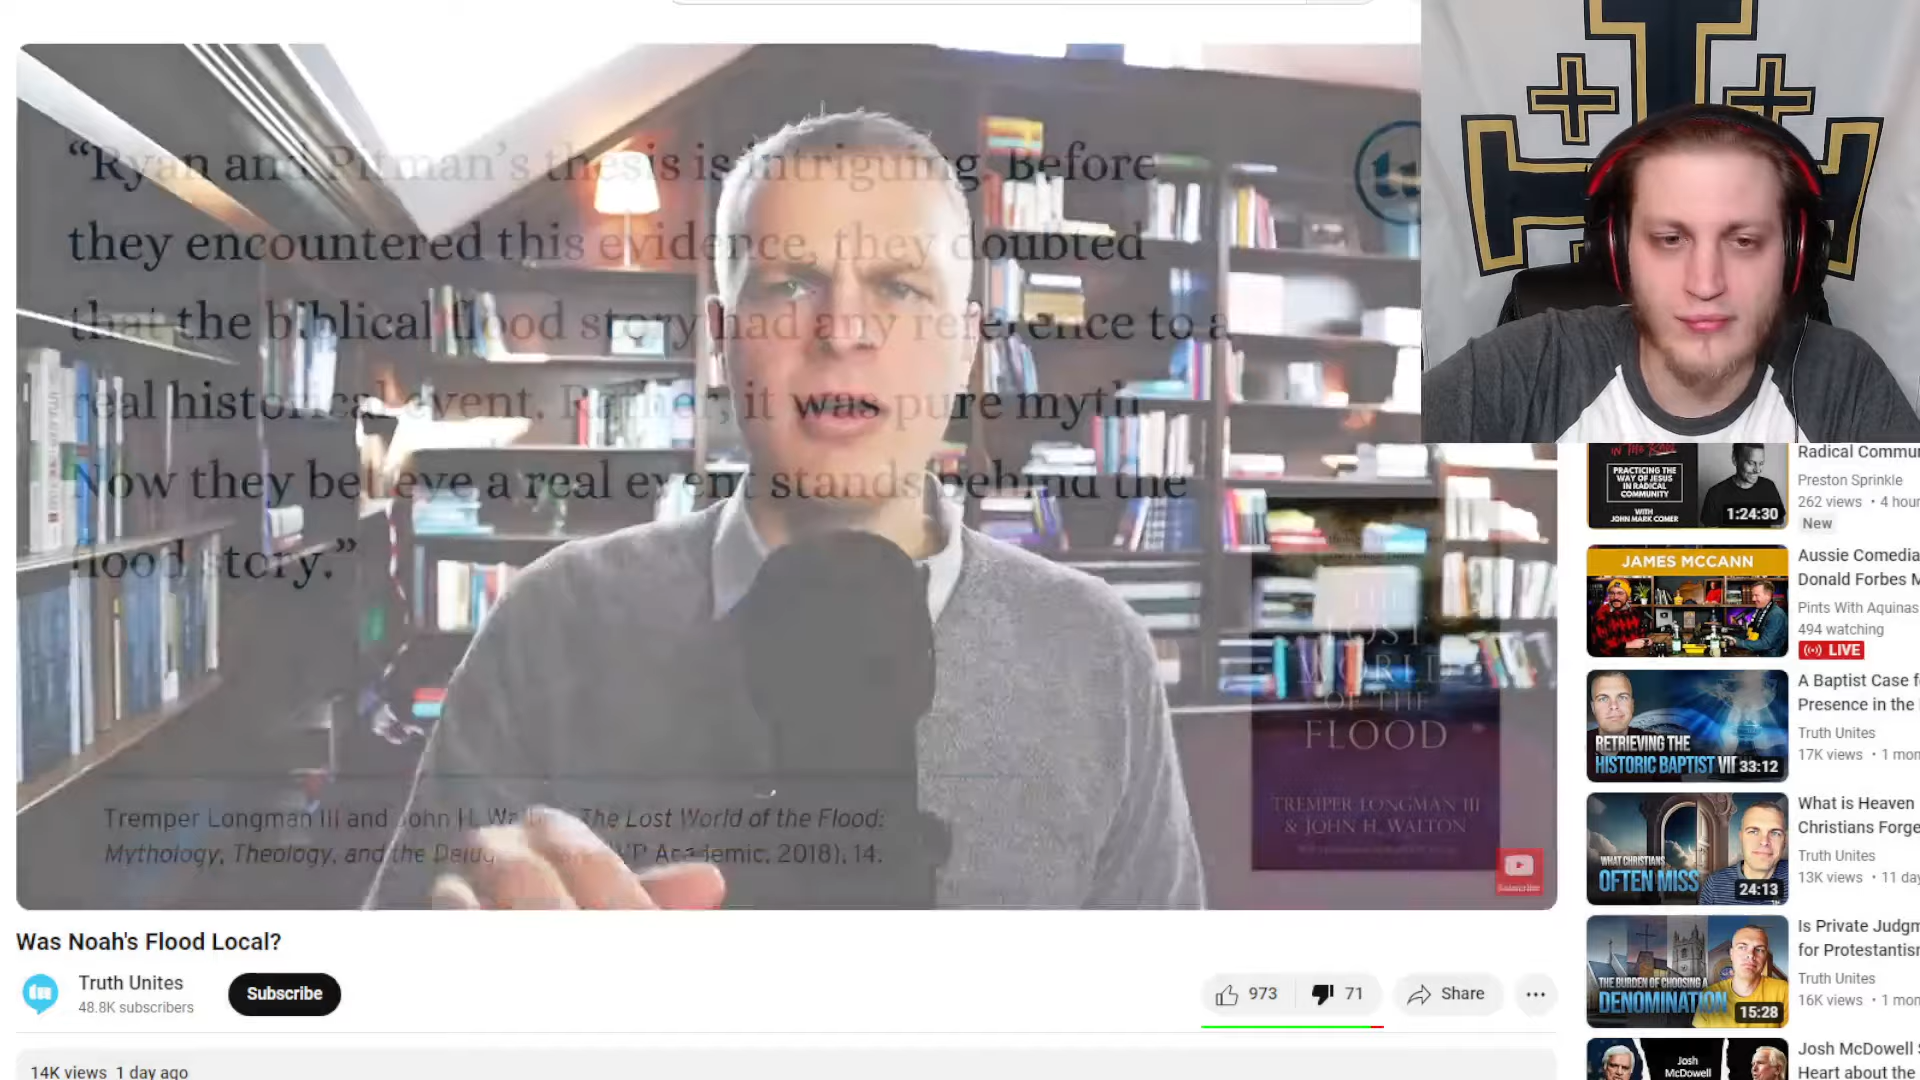 “Ryan and Pitman’s thesis is intriguing. Before
they encountered this evidence, they doubted
that the biblical flood story had any reference to a
real historical event. Rather, it was pure myth.
Now they believe a real event stands behind the
flood story.”
THE
LOST
WORLD
OF THE
FLOOD
TREMPER LONGMAN III
& JOHN H. WALTON
Tremper Longman III and John H. Walton, The Lost World of the Flood:
Mythology, Theology, and the Deluge (IVP Academic, 2018), 14.
Subscribe
Was Noah's Flood Local?
Truth Unites
48.8K subscribers
Subscribe
973
71
Share
14K views 1 day ago
IN THE
PRACTICING THE
WAY OF JESUS
IN RADICAL
COMMUNITY
WITH
JOHN MARK COMER
1:24:30
Radical Commu
Preston Sprinkle
262 views • 4 hour
New
JAMES MCCANN
Aussie Comedia
Donald Forbes M
Pints With Aquinas
494 watching
LIVE
RETRIEVING THE
HISTORIC BAPTIST VI
33:12
A Baptist Case f
Presence in the
Truth Unites
17K views • 1 mon
WHAT CHRISTIANS
OFTEN MISS
24:13
What is Heaven
Christians Forge
Truth Unites
13K views • 11 day
THE BURDEN OF CHOOSING A
DENOMINATION
15:28
Is Private Judgm
for Protestantis
Truth Unites
16K views • 1 mon
Josh
McDowell
Josh McDowell S
Heart about the